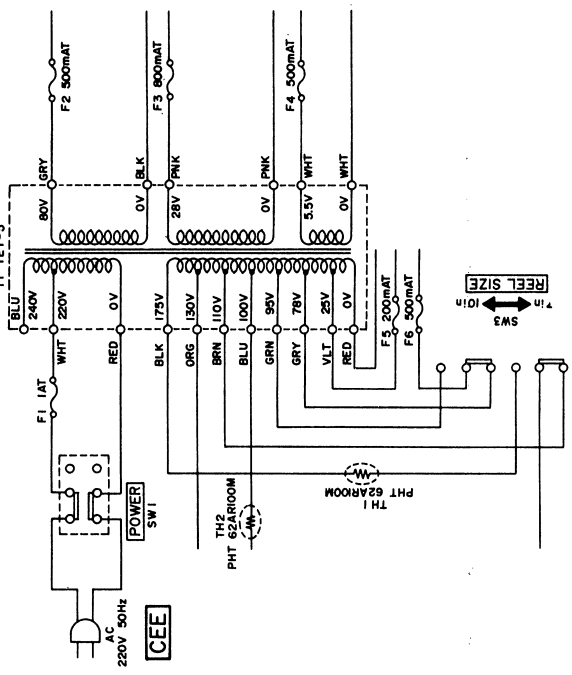 F2 500mAT
F3 800mAT
F4 500mAT
GRY
BLK
PNK
PNK
WHT
WHT
80V
0V
28V
0V
5.5V
0V
BLU
240V
220V
0V
175V
130V
110V
100V
95V
78V
25V
0V
WHT
RED
BLK
ORG
BRN
BLU
GRN
GRY
VLT
RED
F1 1AT
F5 200mAT
F6 500mAT
REEL SIZE
7in 10in
SW3
POWER
SW1
TH2
PHT 62AR100M
TH1
PHT 62AR100M
AC
220V 50Hz
CEE